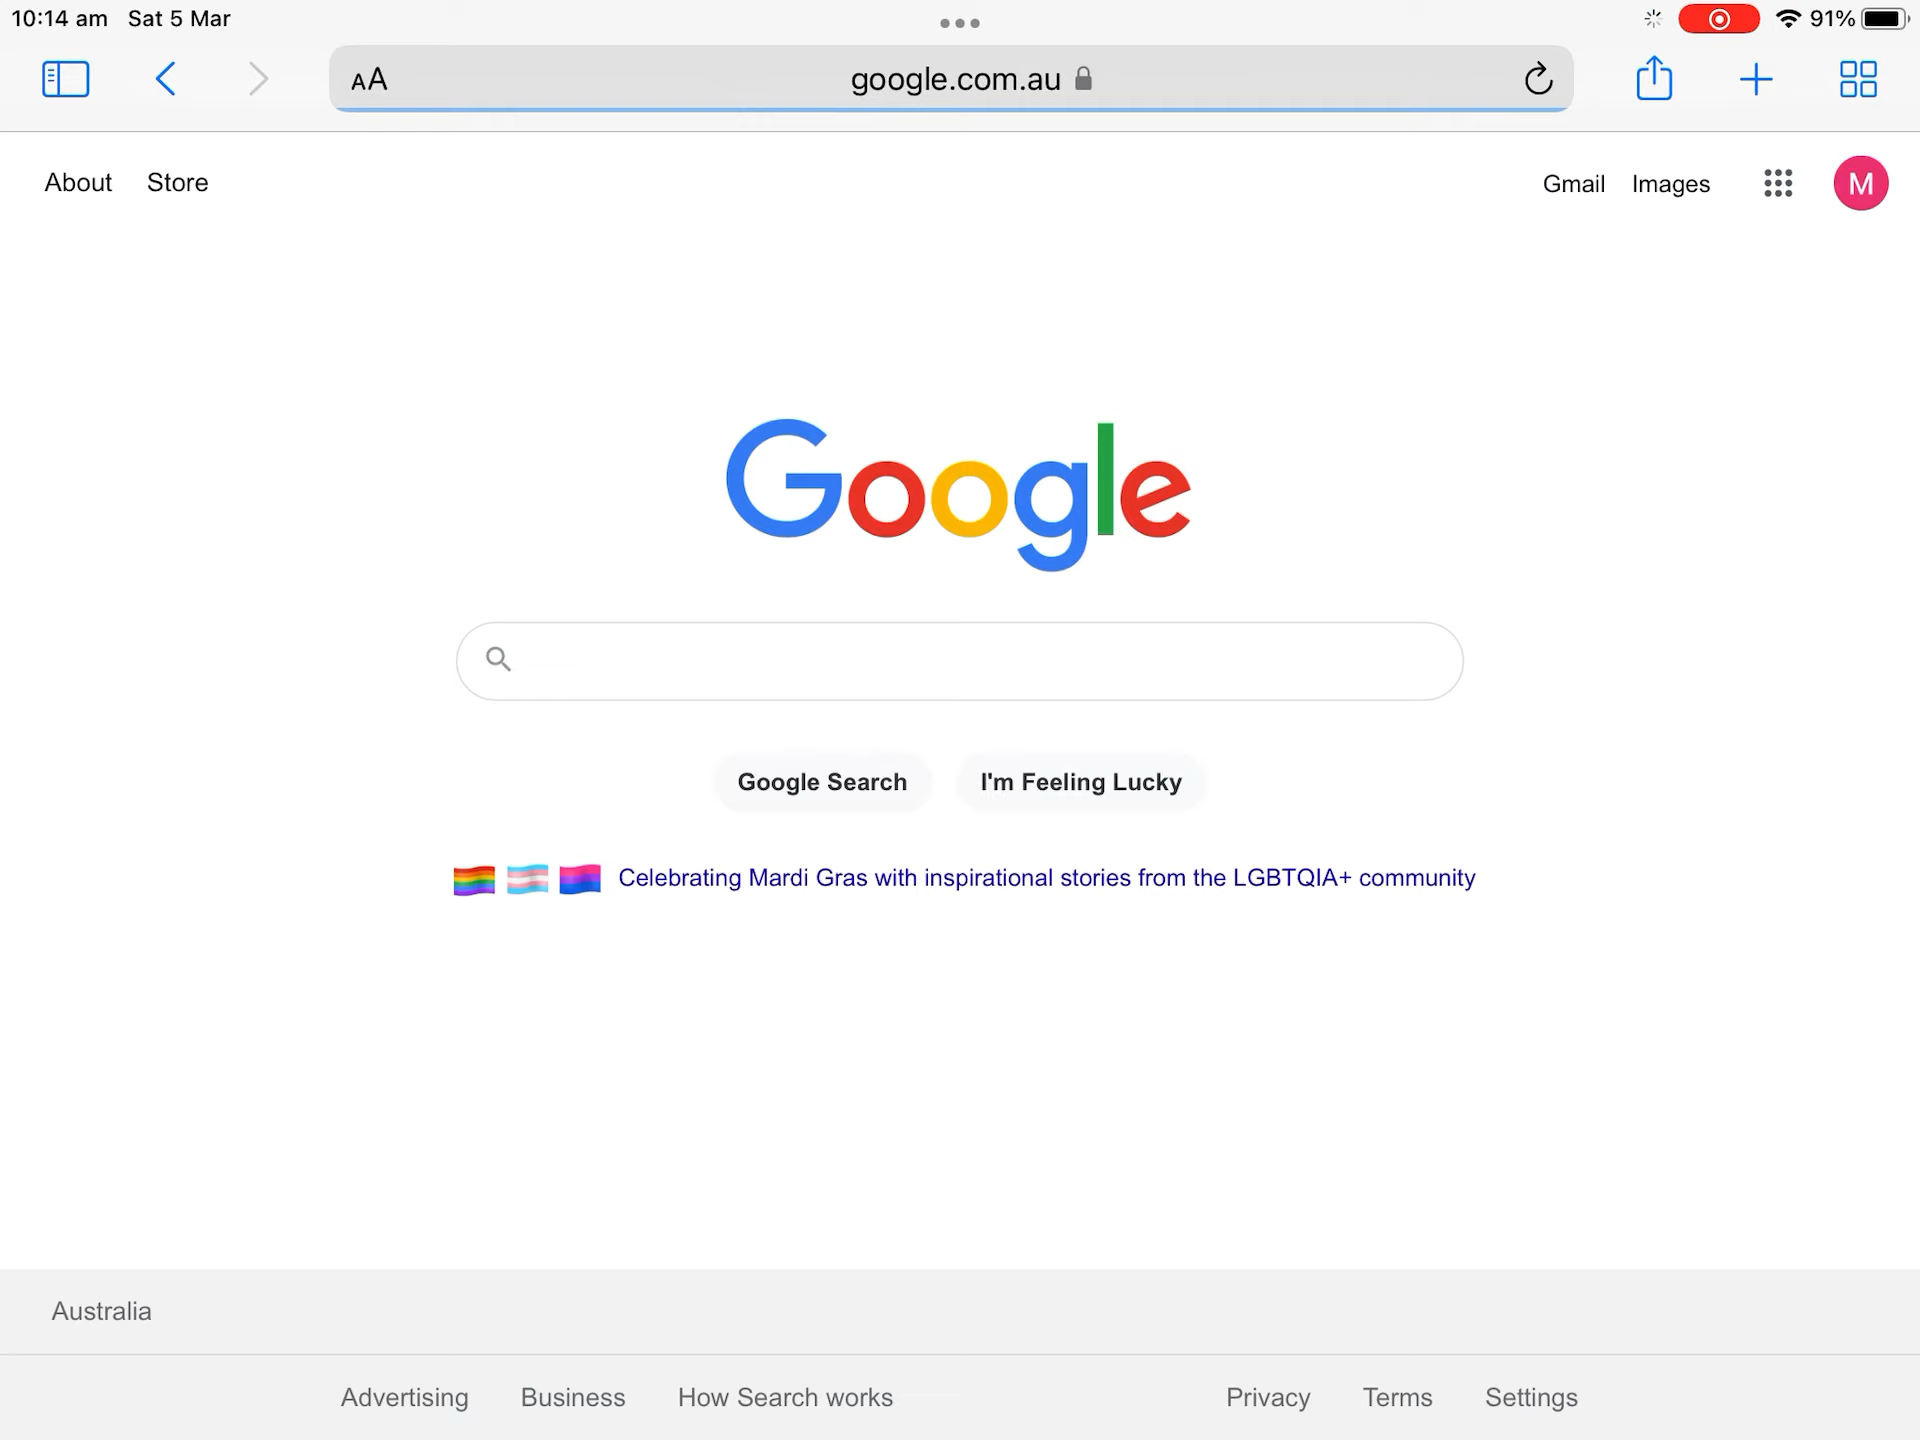 10:14 am Sat 5 Mar
91%
AA google.com.au
About Store
Gmail Images
M
Google
Google Search I'm Feeling Lucky
Celebrating Mardi Gras with inspirational stories from the LGBTQIA+ community
Australia
Advertising Business How Search works
Privacy Terms Settings